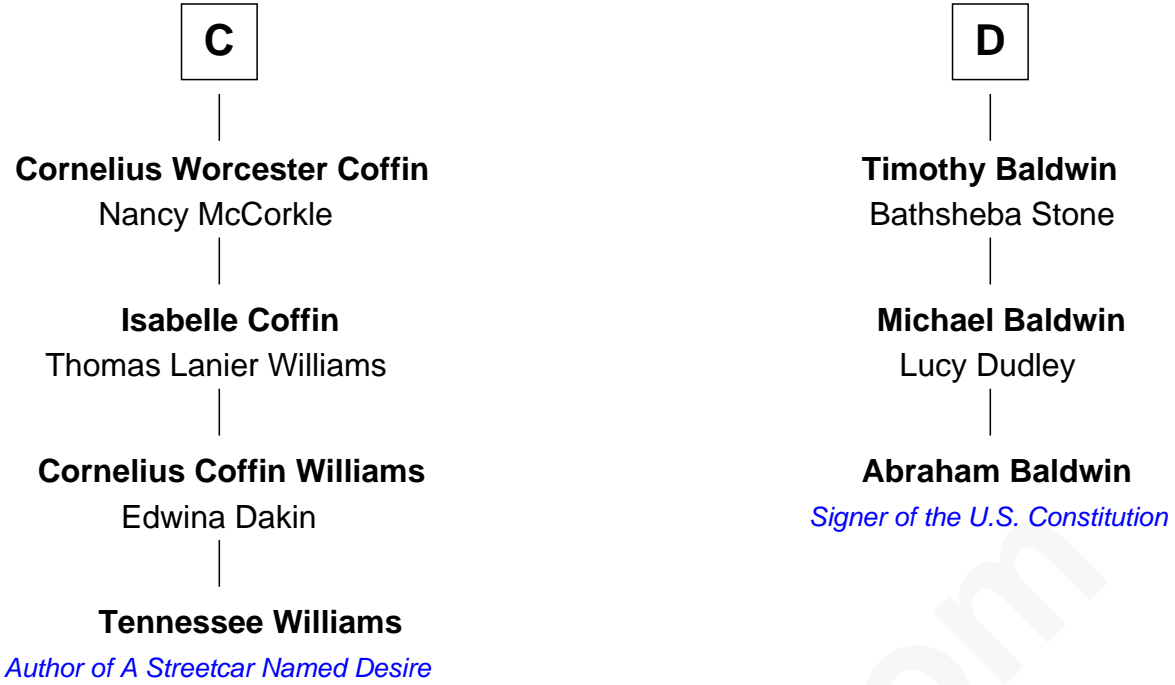 C
Cornelius Worcester Coffin
Nancy McCorkle
Isabelle Coffin
Thomas Lanier Williams
Cornelius Coffin Williams
Edwina Dakin
Tennessee Williams
Author of A Streetcar Named Desire
D
Timothy Baldwin
Bathsheba Stone
Michael Baldwin
Lucy Dudley
Abraham Baldwin
Signer of the U.S. Constitution
om